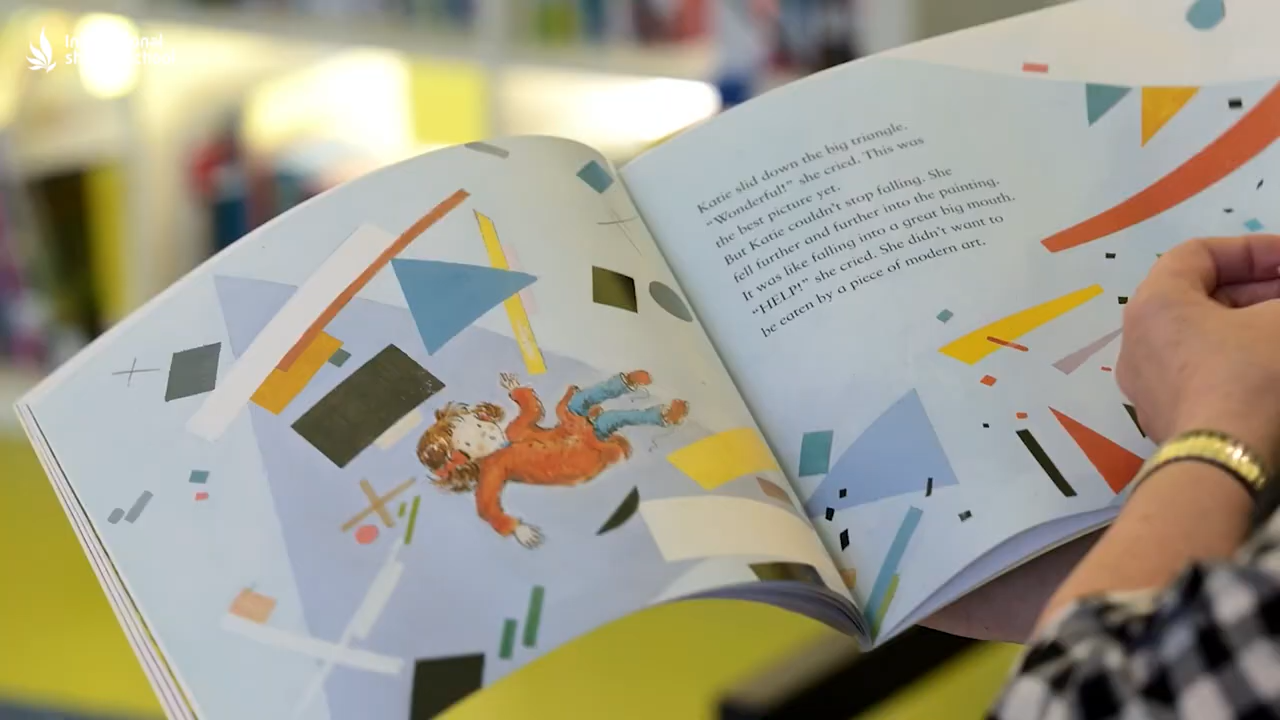 Katie slid down the big triangle.
"Wonderful!" she cried. This was
the best picture yet.
But Katie couldn't stop falling. She
fell further and further into the painting.
It was like falling into a great big mouth.
"HELP!" she cried. She didn't want to
be eaten by a piece of modern art.